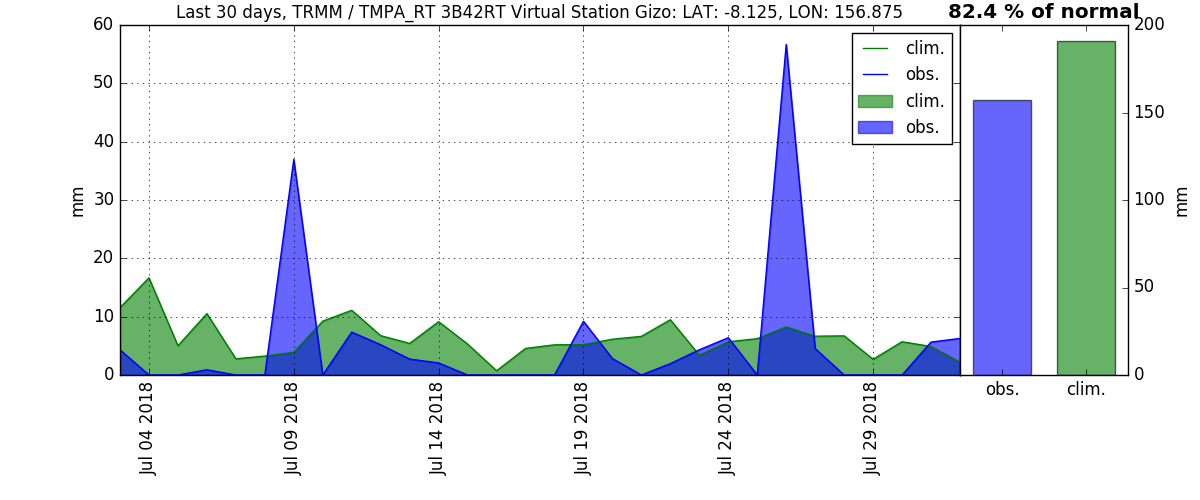 Last 30 days, TRMM / TMPA_RT 3B42RT Virtual Station Gizo: LAT: -8.125, LON: 156.875
82.4 % of normal
60
50
40
30
20
10
0
mm
clim.
obs.
clim.
obs.
Jul 04 2018
Jul 09 2018
Jul 14 2018
Jul 19 2018
Jul 24 2018
Jul 29 2018
200
150
100
50
0
mm
obs.
clim.